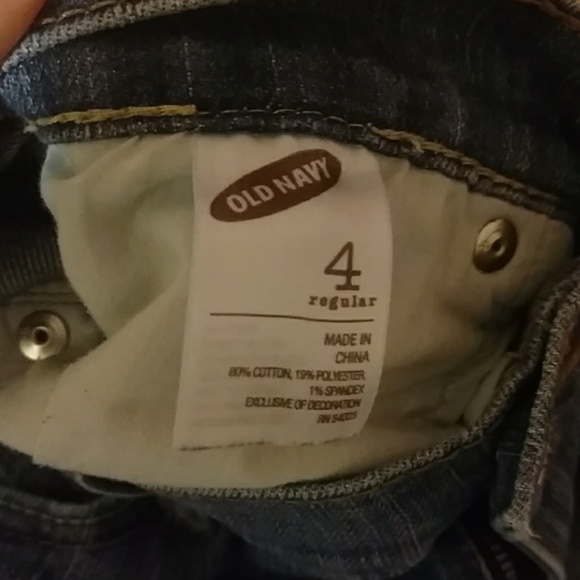 OLD NAVY
4
regular
MADE IN
CHINA
80% COTTON, 19% POLYESTER,
1% SPANDEX
EXCLUSIVE OF DECORATION
RN 54023